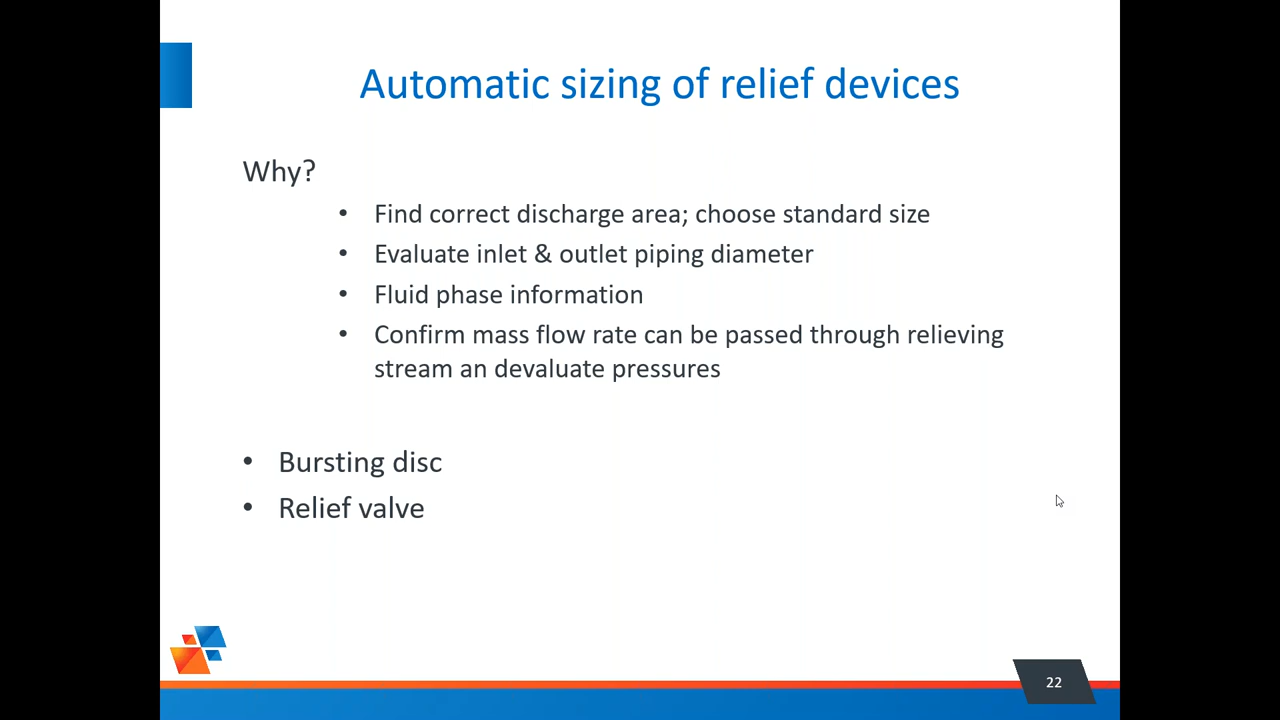 Automatic sizing of relief devices
Why?
• Find correct discharge area; choose standard size
• Evaluate inlet & outlet piping diameter
• Fluid phase information
• Confirm mass flow rate can be passed through relieving
stream an devaluate pressures
• Bursting disc
• Relief valve
22